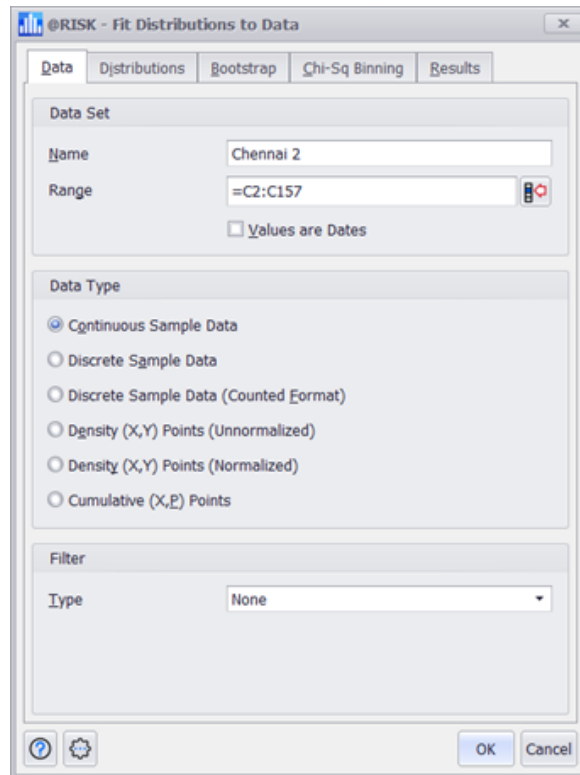 @RISK - Fit Distributions to Data
Data Distributions Bootstrap Chi-Sq Binning Results
Data Set
Name Chennai 2
Range =C2:C157
Values are Dates
Data Type
Continuous Sample Data
Discrete Sample Data
Discrete Sample Data (Counted Format)
Density (X,Y) Points (Unnormalized)
Density (X,Y) Points (Normalized)
Cumulative (X,P) Points
Filter
Type None
OK Cancel